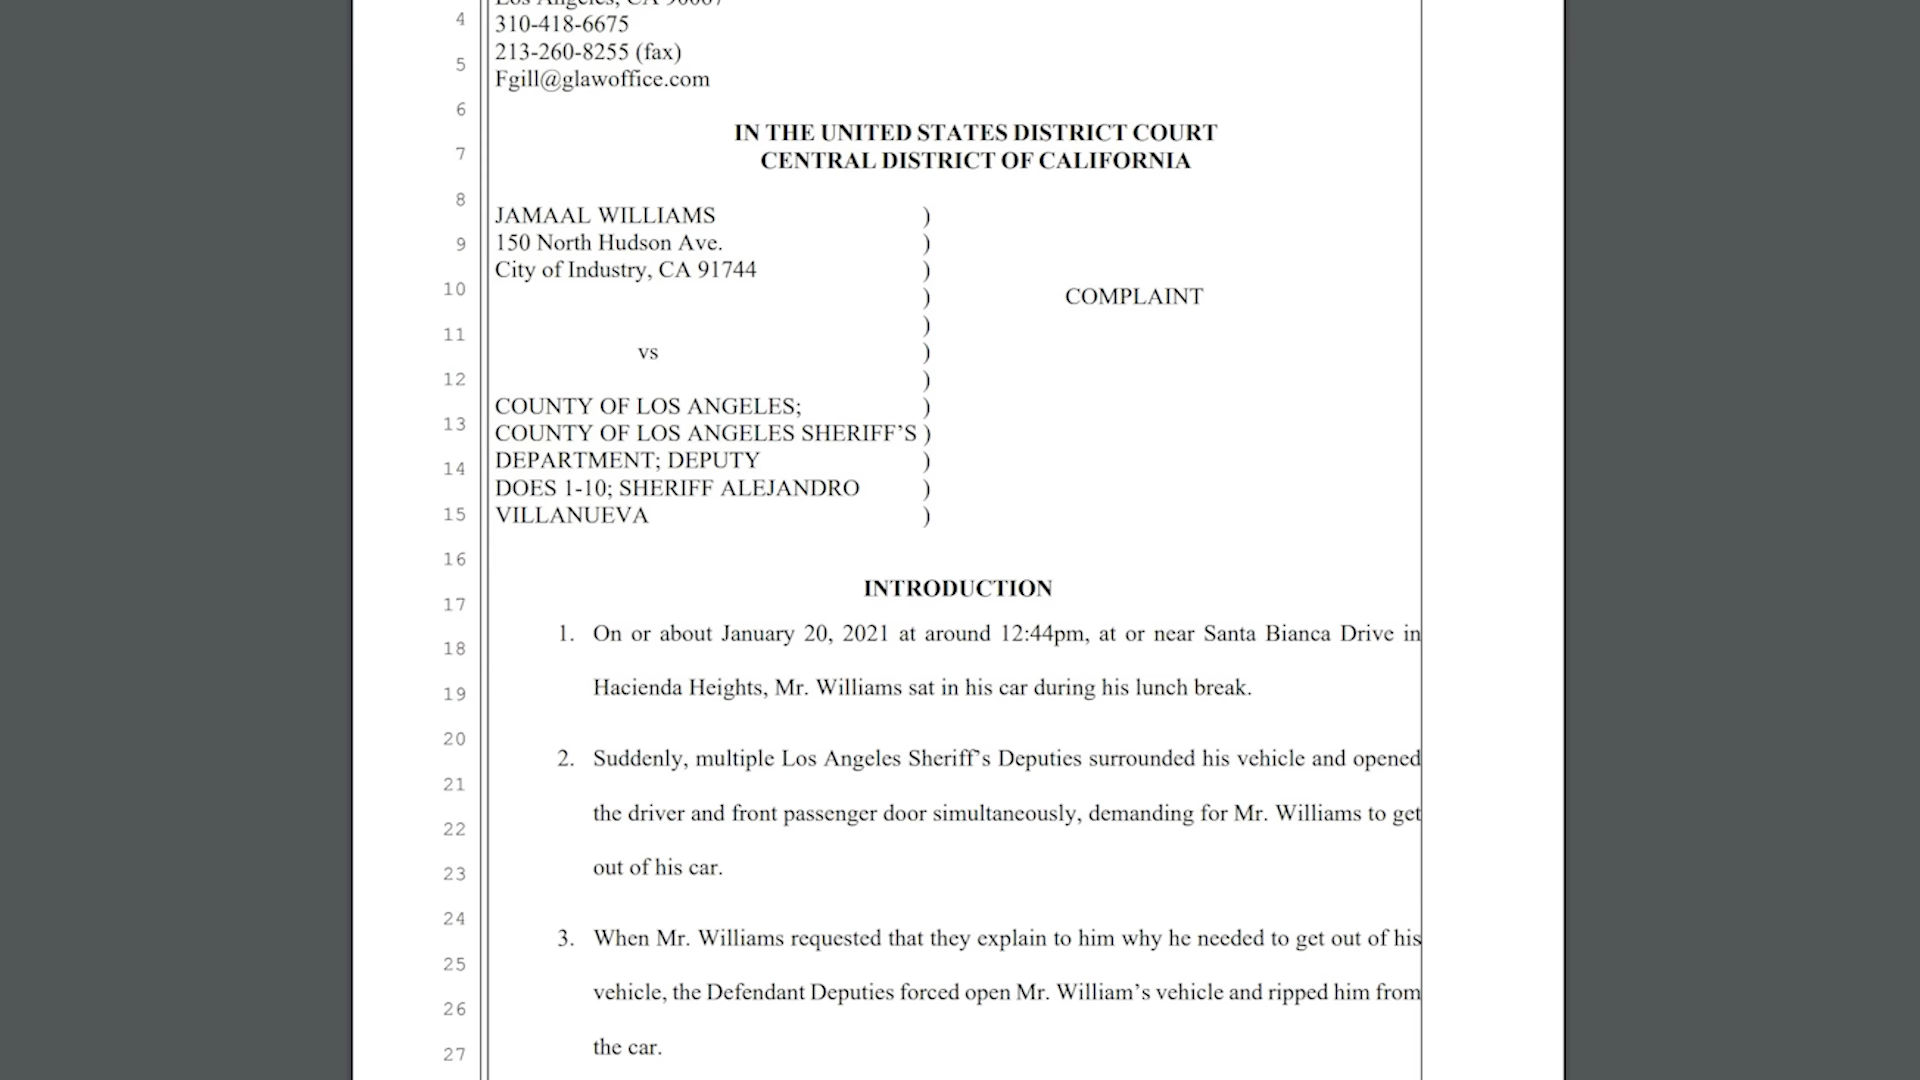 Los Angeles, CA
4
310-418-6675
213-260-8255 (fax)
5
Fgill@glawoffice.com
6
IN THE UNITED STATES DISTRICT COURT
7
CENTRAL DISTRICT OF CALIFORNIA
8
JAMAAL WILLIAMS )
9
150 North Hudson Ave. )
City of Industry, CA 91744 )
10
) COMPLAINT
11
)
vs )
12
)
COUNTY OF LOS ANGELES; )
13
COUNTY OF LOS ANGELES SHERIFF’S )
14
DEPARTMENT; DEPUTY )
DOES 1-10; SHERIFF ALEJANDRO )
15
VILLANUEVA )
16
INTRODUCTION
17
1. On or about January 20, 2021 at around 12:44pm, at or near Santa Bianca Drive in
18
19
Hacienda Heights, Mr. Williams sat in his car during his lunch break.
20
2. Suddenly, multiple Los Angeles Sheriff’s Deputies surrounded his vehicle and opened
21
the driver and front passenger door simultaneously, demanding for Mr. Williams to get
22
23
out of his car.
24
3. When Mr. Williams requested that they explain to him why he needed to get out of his
25
vehicle, the Defendant Deputies forced open Mr. William’s vehicle and ripped him from
26
the car.
27